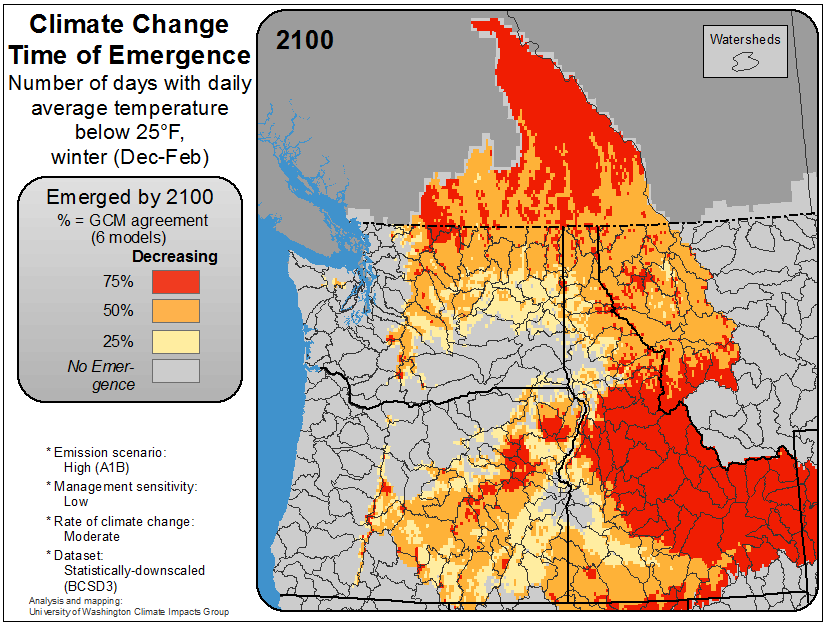 Climate Change
Time of Emergence
Number of days with daily
average temperature
below 25°F,
winter (Dec-Feb)
Emerged by 2100
% = GCM agreement
(6 models)
Decreasing
75%
50%
25%
No Emer-
gence
* Emission scenario:
High (A1B)
* Management sensitivity:
Low
* Rate of climate change:
Moderate
* Dataset:
Statistically-downscaled
(BCSD3)
Analysis and mapping:
University of Washington Climate Impacts Group
2100
Watersheds